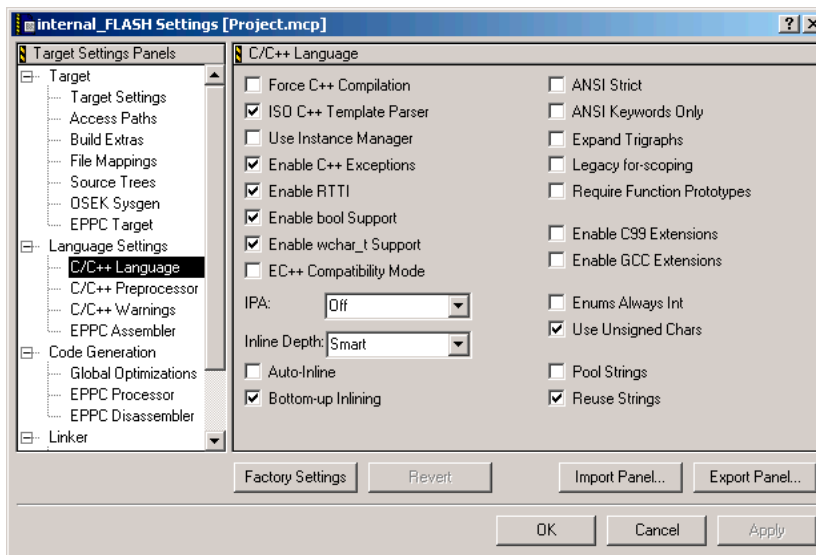 internal_FLASH Settings [Project.mcp]
Target Settings Panels
Target
Target Settings
Access Paths
Build Extras
File Mappings
Source Trees
OSEK Sysgen
EPPC Target
Language Settings
C/C++ Language
C/C++ Preprocessor
C/C++ Warnings
EPPC Assembler
Code Generation
Global Optimizations
EPPC Processor
EPPC Disassembler
Linker
C/C++ Language
Force C++ Compilation
ISO C++ Template Parser
Use Instance Manager
Enable C++ Exceptions
Enable RTTI
Enable bool Support
Enable wchar_t Support
EC++ Compatibility Mode
IPA: Off
Inline Depth: Smart
Auto-Inline
Bottom-up Inlining
ANSI Strict
ANSI Keywords Only
Expand Trigraphs
Legacy for-scoping
Require Function Prototypes
Enable C99 Extensions
Enable GCC Extensions
Enums Always Int
Use Unsigned Chars
Pool Strings
Reuse Strings
Factory Settings Revert Import Panel... Export Panel...
OK Cancel Apply